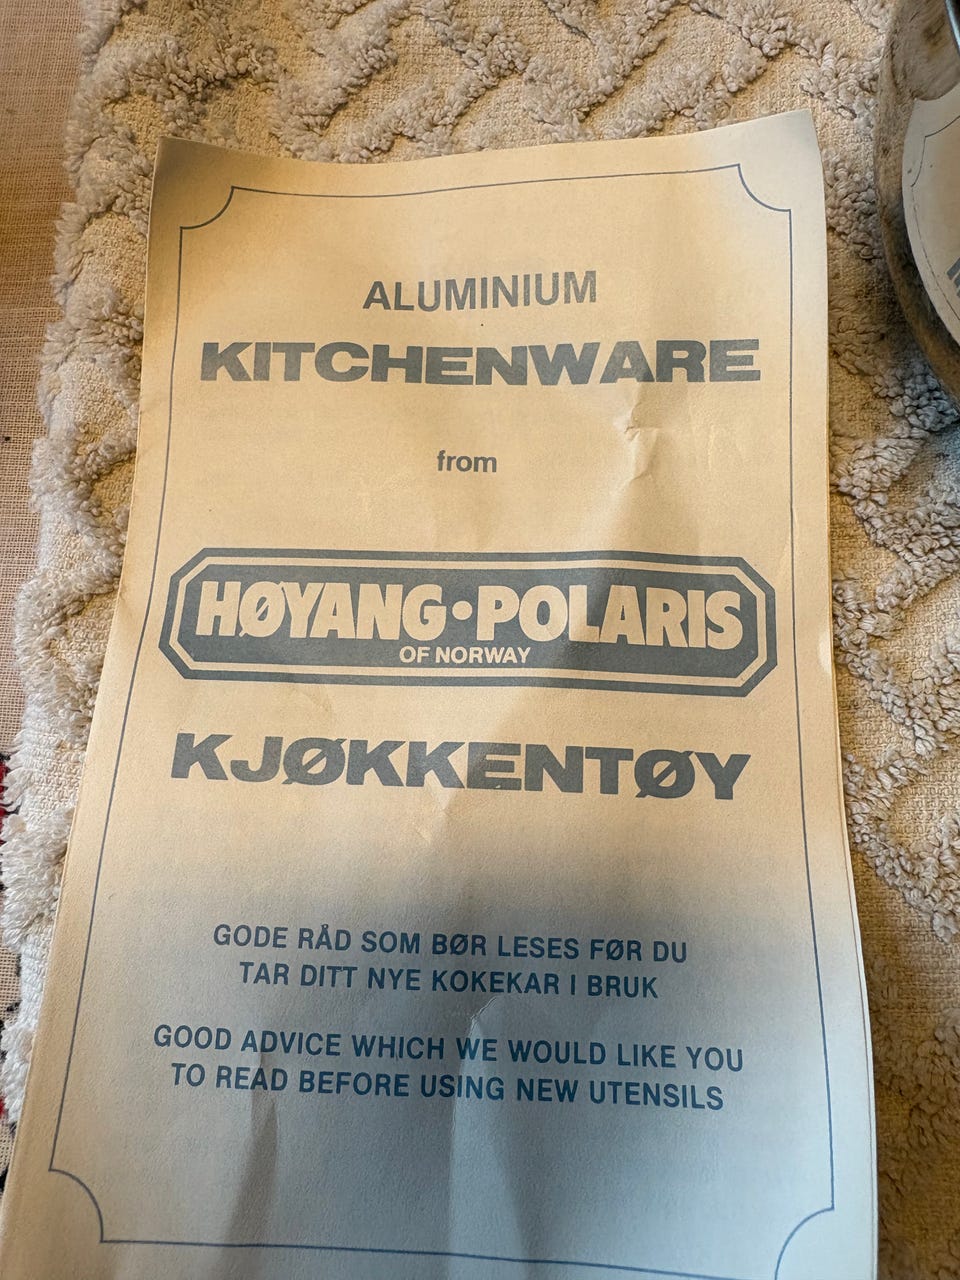 ALUMINIUM
KITCHENWARE
from
HØYANG•POLARIS
OF NORWAY
KJØKKENTØY
GODE RÅD SOM BØR LESES FØR DU
TAR DITT NYE KOKEKAR I BRUK
GOOD ADVICE WHICH WE WOULD LIKE YOU
TO READ BEFORE USING NEW UTENSILS